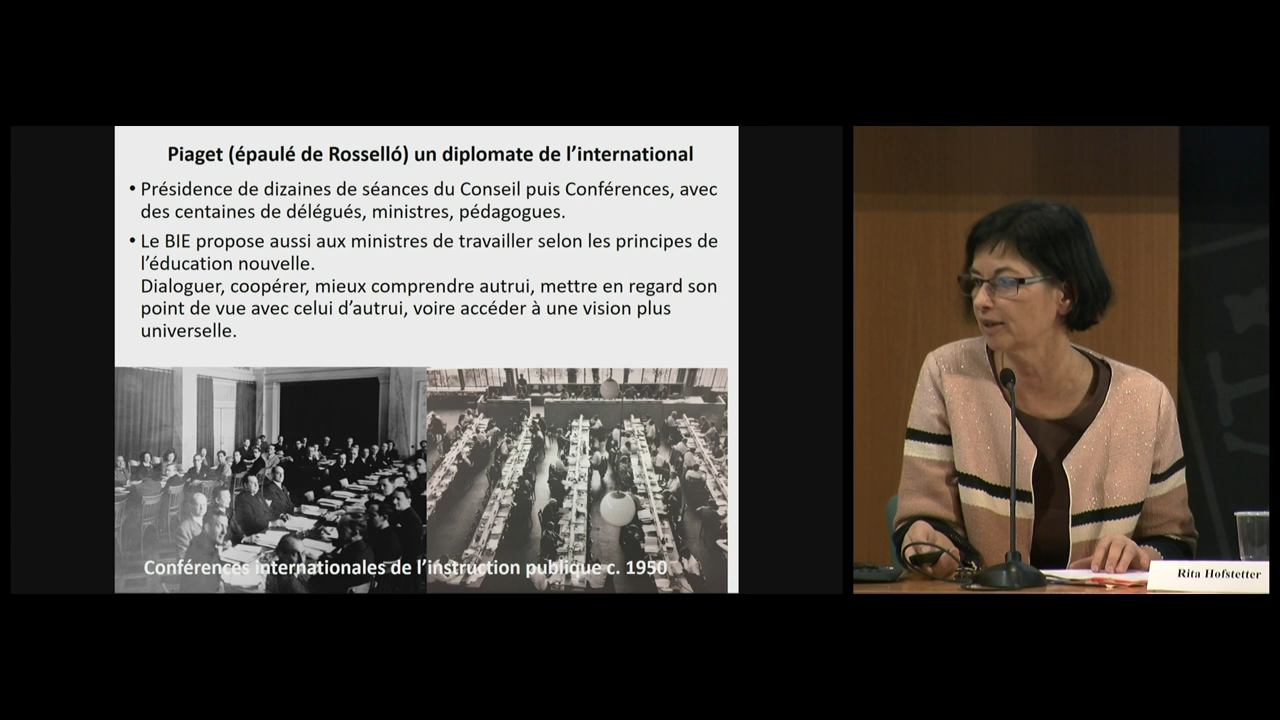 Piaget (épaulé de Rosselló) un diplomate de l’international
• Présidence de dizaines de séances du Conseil puis Conférences, avec
des centaines de délégués, ministres, pédagogues.
• Le BIE propose aussi aux ministres de travailler selon les principes de
l’éducation nouvelle.
Dialoguer, coopérer, mieux comprendre autrui, mettre en regard son
point de vue avec celui d’autrui, voire accéder à une vision plus
universelle.
Conférences internationales de l’instruction publique c. 1950
Rita Hofstetter